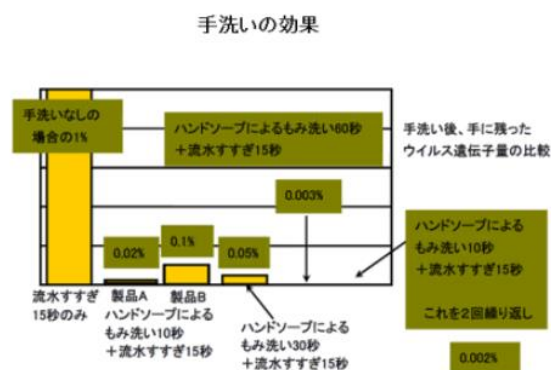 手洗いの効果
手洗いなしの
場合の1%
ハンドソープによるもみ洗い60秒
+流水すすぎ15秒
手洗い後、手に残った
ウイルス遺伝子量の比較
0.003%
ハンドソープによる
もみ洗い10秒
+流水すすぎ15秒
これを2回繰り返し
0.002%
0.02%
0.1%
0.05%
流水すすぎ
15秒のみ
製品A
製品B
ハンドソープによる
もみ洗い10秒
+流水すすぎ15秒
ハンドソープによる
もみ洗い30秒
+流水すすぎ15秒